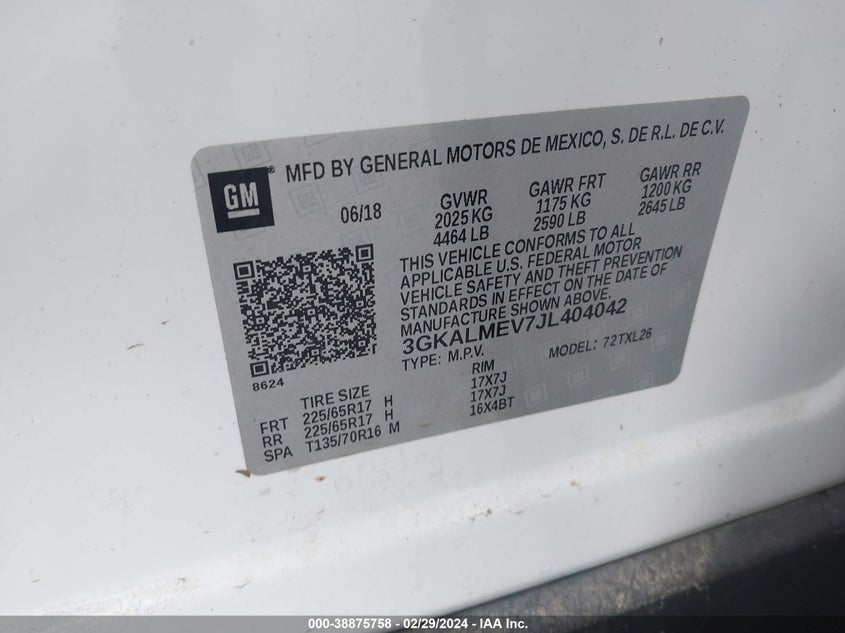 MFD BY GENERAL MOTORS DE MEXICO, S. DE R.L. DE C.V.
GM ®
06/18
GVWR GAWR FRT GAWR RR
2025 KG 1175 KG 1200 KG
4464 LB 2590 LB 2645 LB
THIS VEHICLE CONFORMS TO ALL
APPLICABLE U.S. FEDERAL MOTOR
VEHICLE SAFETY AND THEFT PREVENTION
STANDARDS IN EFFECT ON THE DATE OF
MANUFACTURE SHOWN ABOVE.
3GKALMEV7JL404042
TYPE: M.P.V. MODEL: 72TXL26
8624
TIRE SIZE RIM
FRT 225/65R17 H 17X7J
RR 225/65R17 H 17X7J
SPA T135/70R16 M 16X4BT
000-38875758 - 02/29/2024 - IAA Inc.